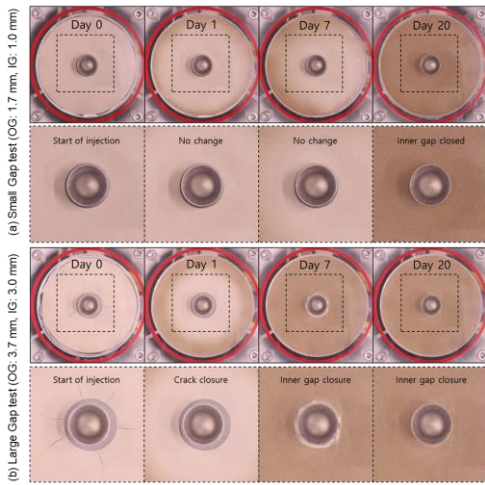 (a) Small Gap test (OG: 1.7 mm, IG: 1.0 mm)
Day 0
Day 1
Day 7
Day 20
Start of injection
No change
No change
Inner gap closed
(b) Large Gap test (OG: 3.7 mm, IG: 3.0 mm)
Day 0
Day 1
Day 7
Day 20
Start of injection
Crack closure
Inner gap closure
Inner gap closure